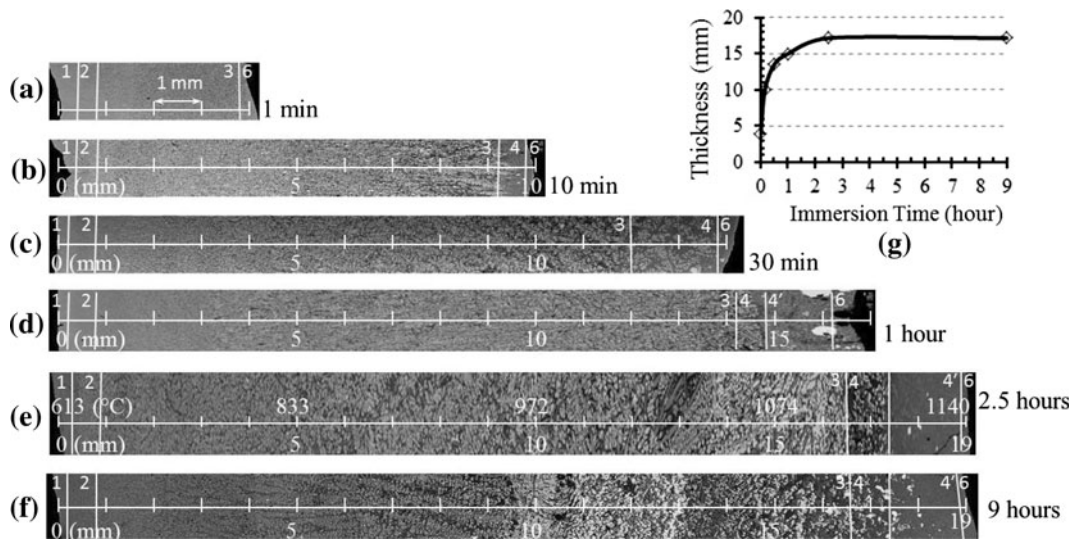 (a)
1 2 3 6
1 mm
1 min
(b)
1 2 3 4 6
0 (mm) 5 10
10 min
(c)
1 2 3 4 6
0 (mm) 5 10
30 min
(d)
1 2 3 4 4' 6
0 (mm) 5 10 15
1 hour
(e)
1 2 3 4 4' 6
613 (°C) 833 972 1074 1140
0 (mm) 5 10 15 19
2.5 hours
(f)
1 2 3 4 4' 6
0 (mm) 5 10 15 19
9 hours
Thickness (mm)
20
15
10
5
0
0 1 2 3 4 5 6 7 8 9
Immersion Time (hour)
(g)